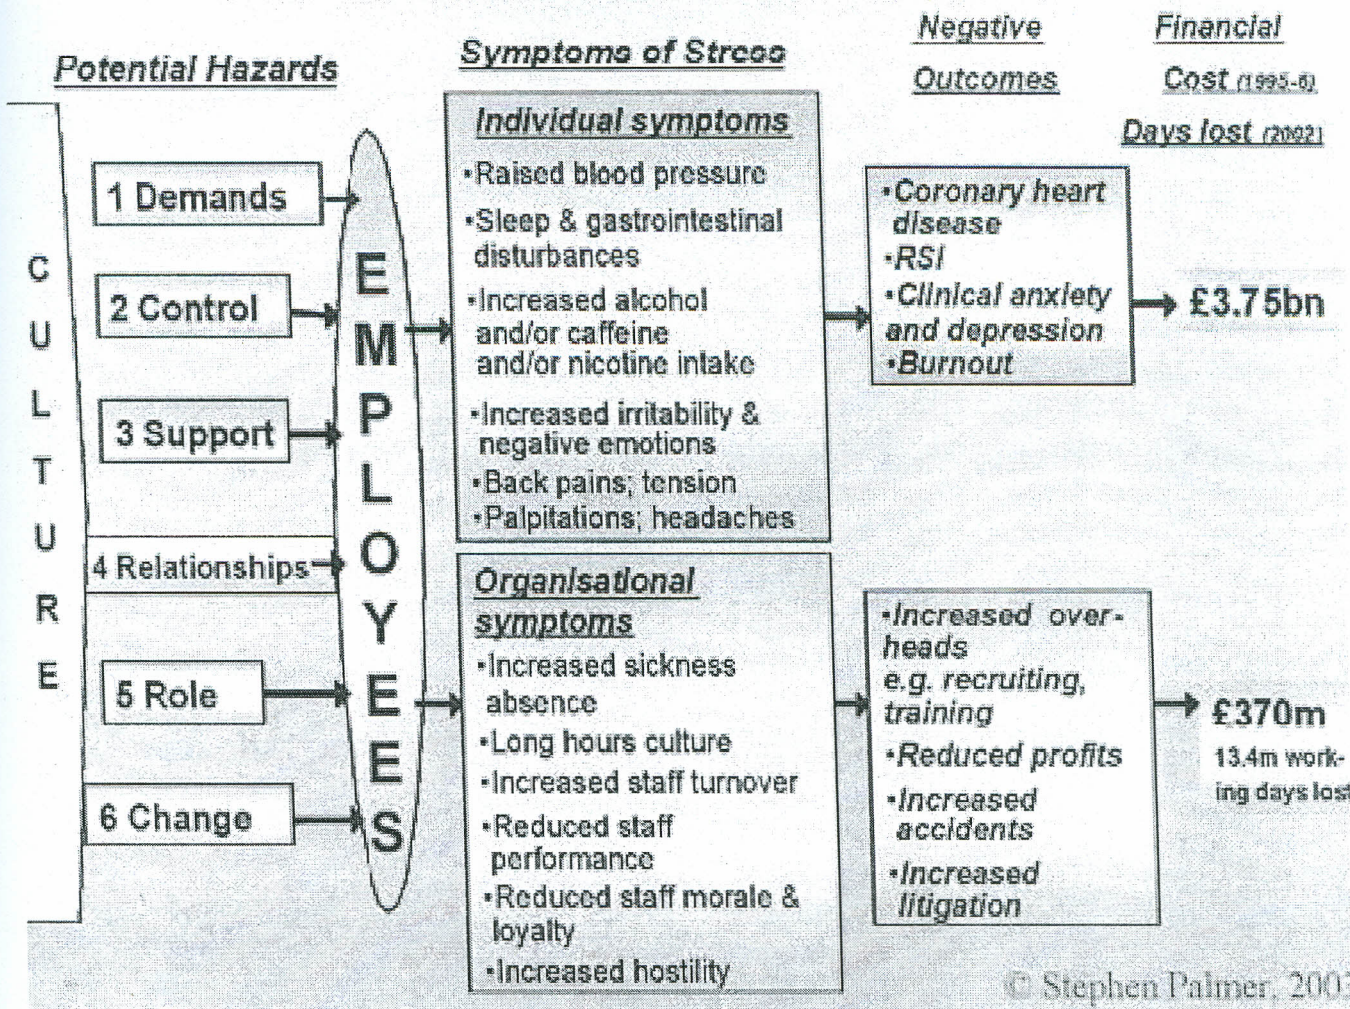 Potential Hazards
Symptoms of Stress
Negative
Outcomes
Financial
Cost (1995-6)
Days lost (2002)
CULTURE
1 Demands
2 Control
3 Support
4 Relationships
5 Role
6 Change
EMPLOYEES
Individual symptoms
•Raised blood pressure
•Sleep & gastrointestinal
disturbances
•Increased alcohol
and/or caffeine
and/or nicotine intake
•Increased irritability &
negative emotions
•Back pains; tension
•Palpitations; headaches
Organisational
symptoms
•Increased sickness
absence
•Long hours culture
•Increased staff turnover
•Reduced staff
performance
•Reduced staff morale &
loyalty
•Increased hostility
•Coronary heart
disease
•RSI
•Clinical anxiety
and depression
•Burnout
£3.75bn
•Increased over-
heads
e.g. recruiting,
training
•Reduced profits
•Increased
accidents
•Increased
litigation
£370m
13.4m work-
ing days lost
© Stephen Palmer, 2003